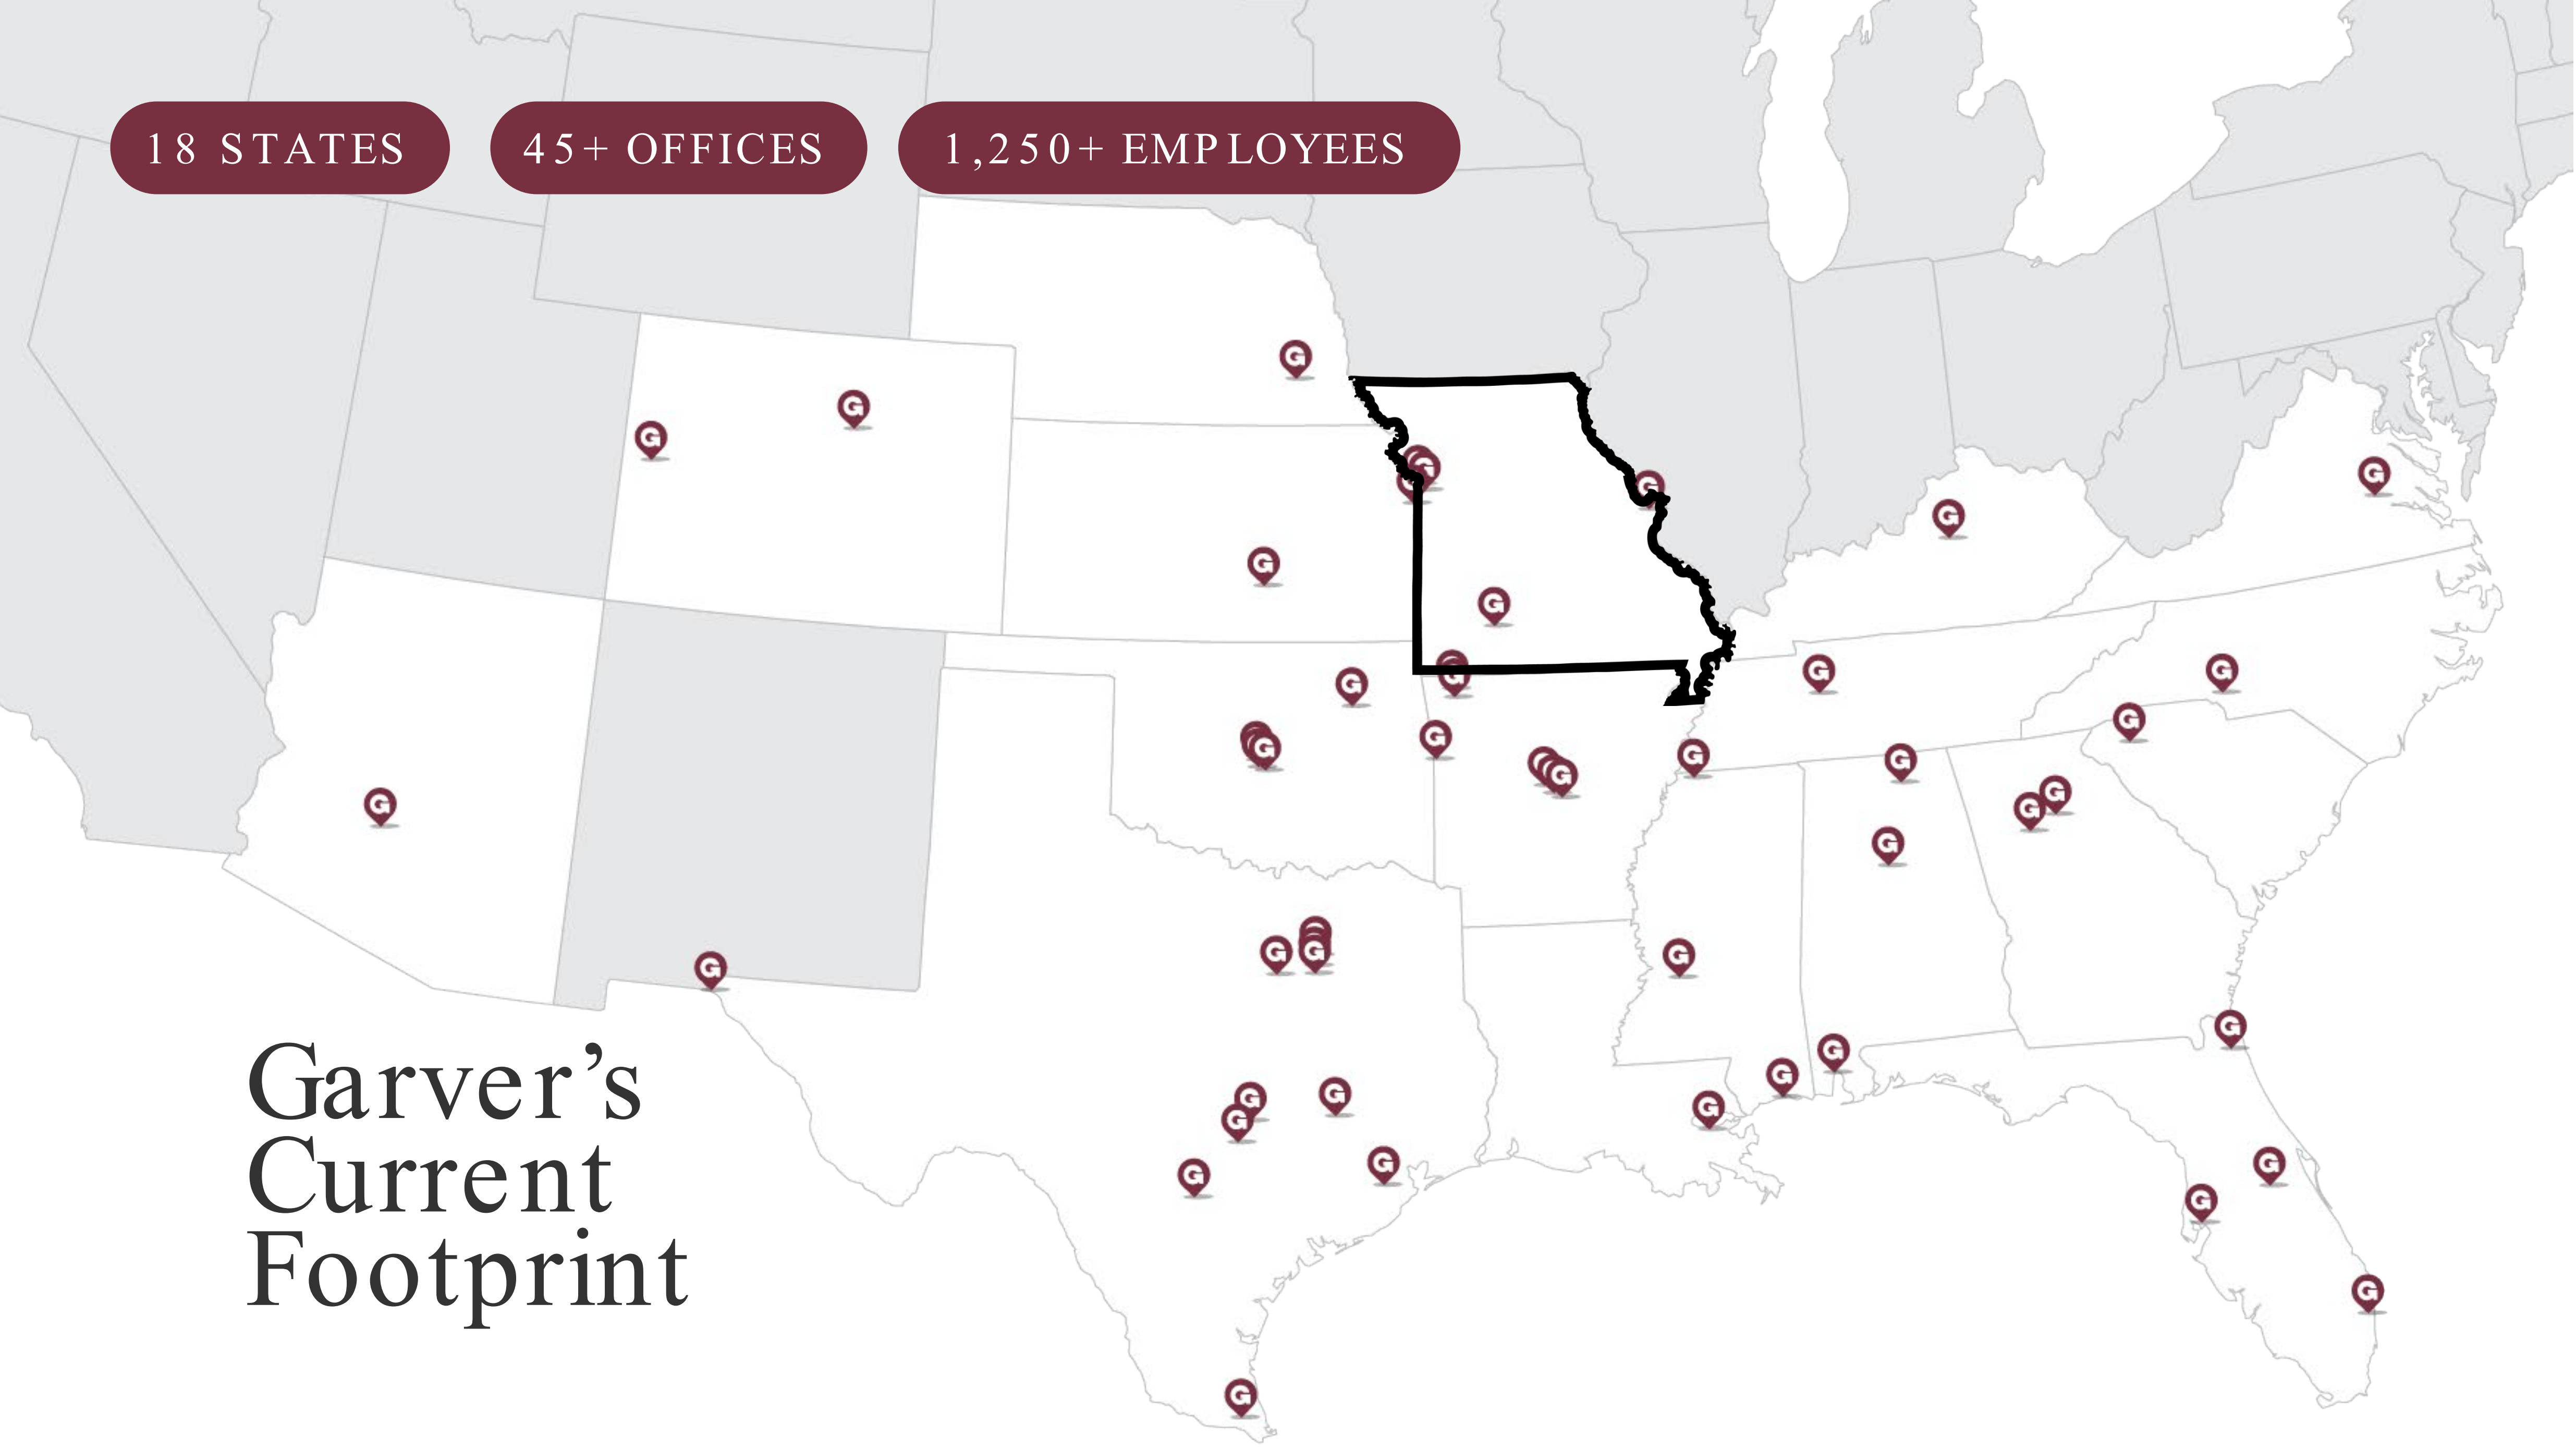 18 STATES
45+ OFFICES
1,250+ EMPLOYEES
Garver’s
Current
Footprint